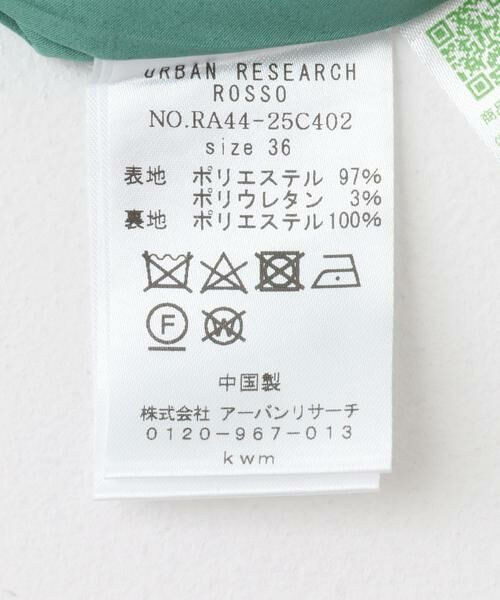 URBAN RESEARCH
ROSSO
NO.RA44-25C402
size 36
表地 ポリエステル 97%
ポリウレタン 3%
裏地 ポリエステル100%
F
W
中国製
株式会社 アーバンリサーチ
0120-967-013
kwm